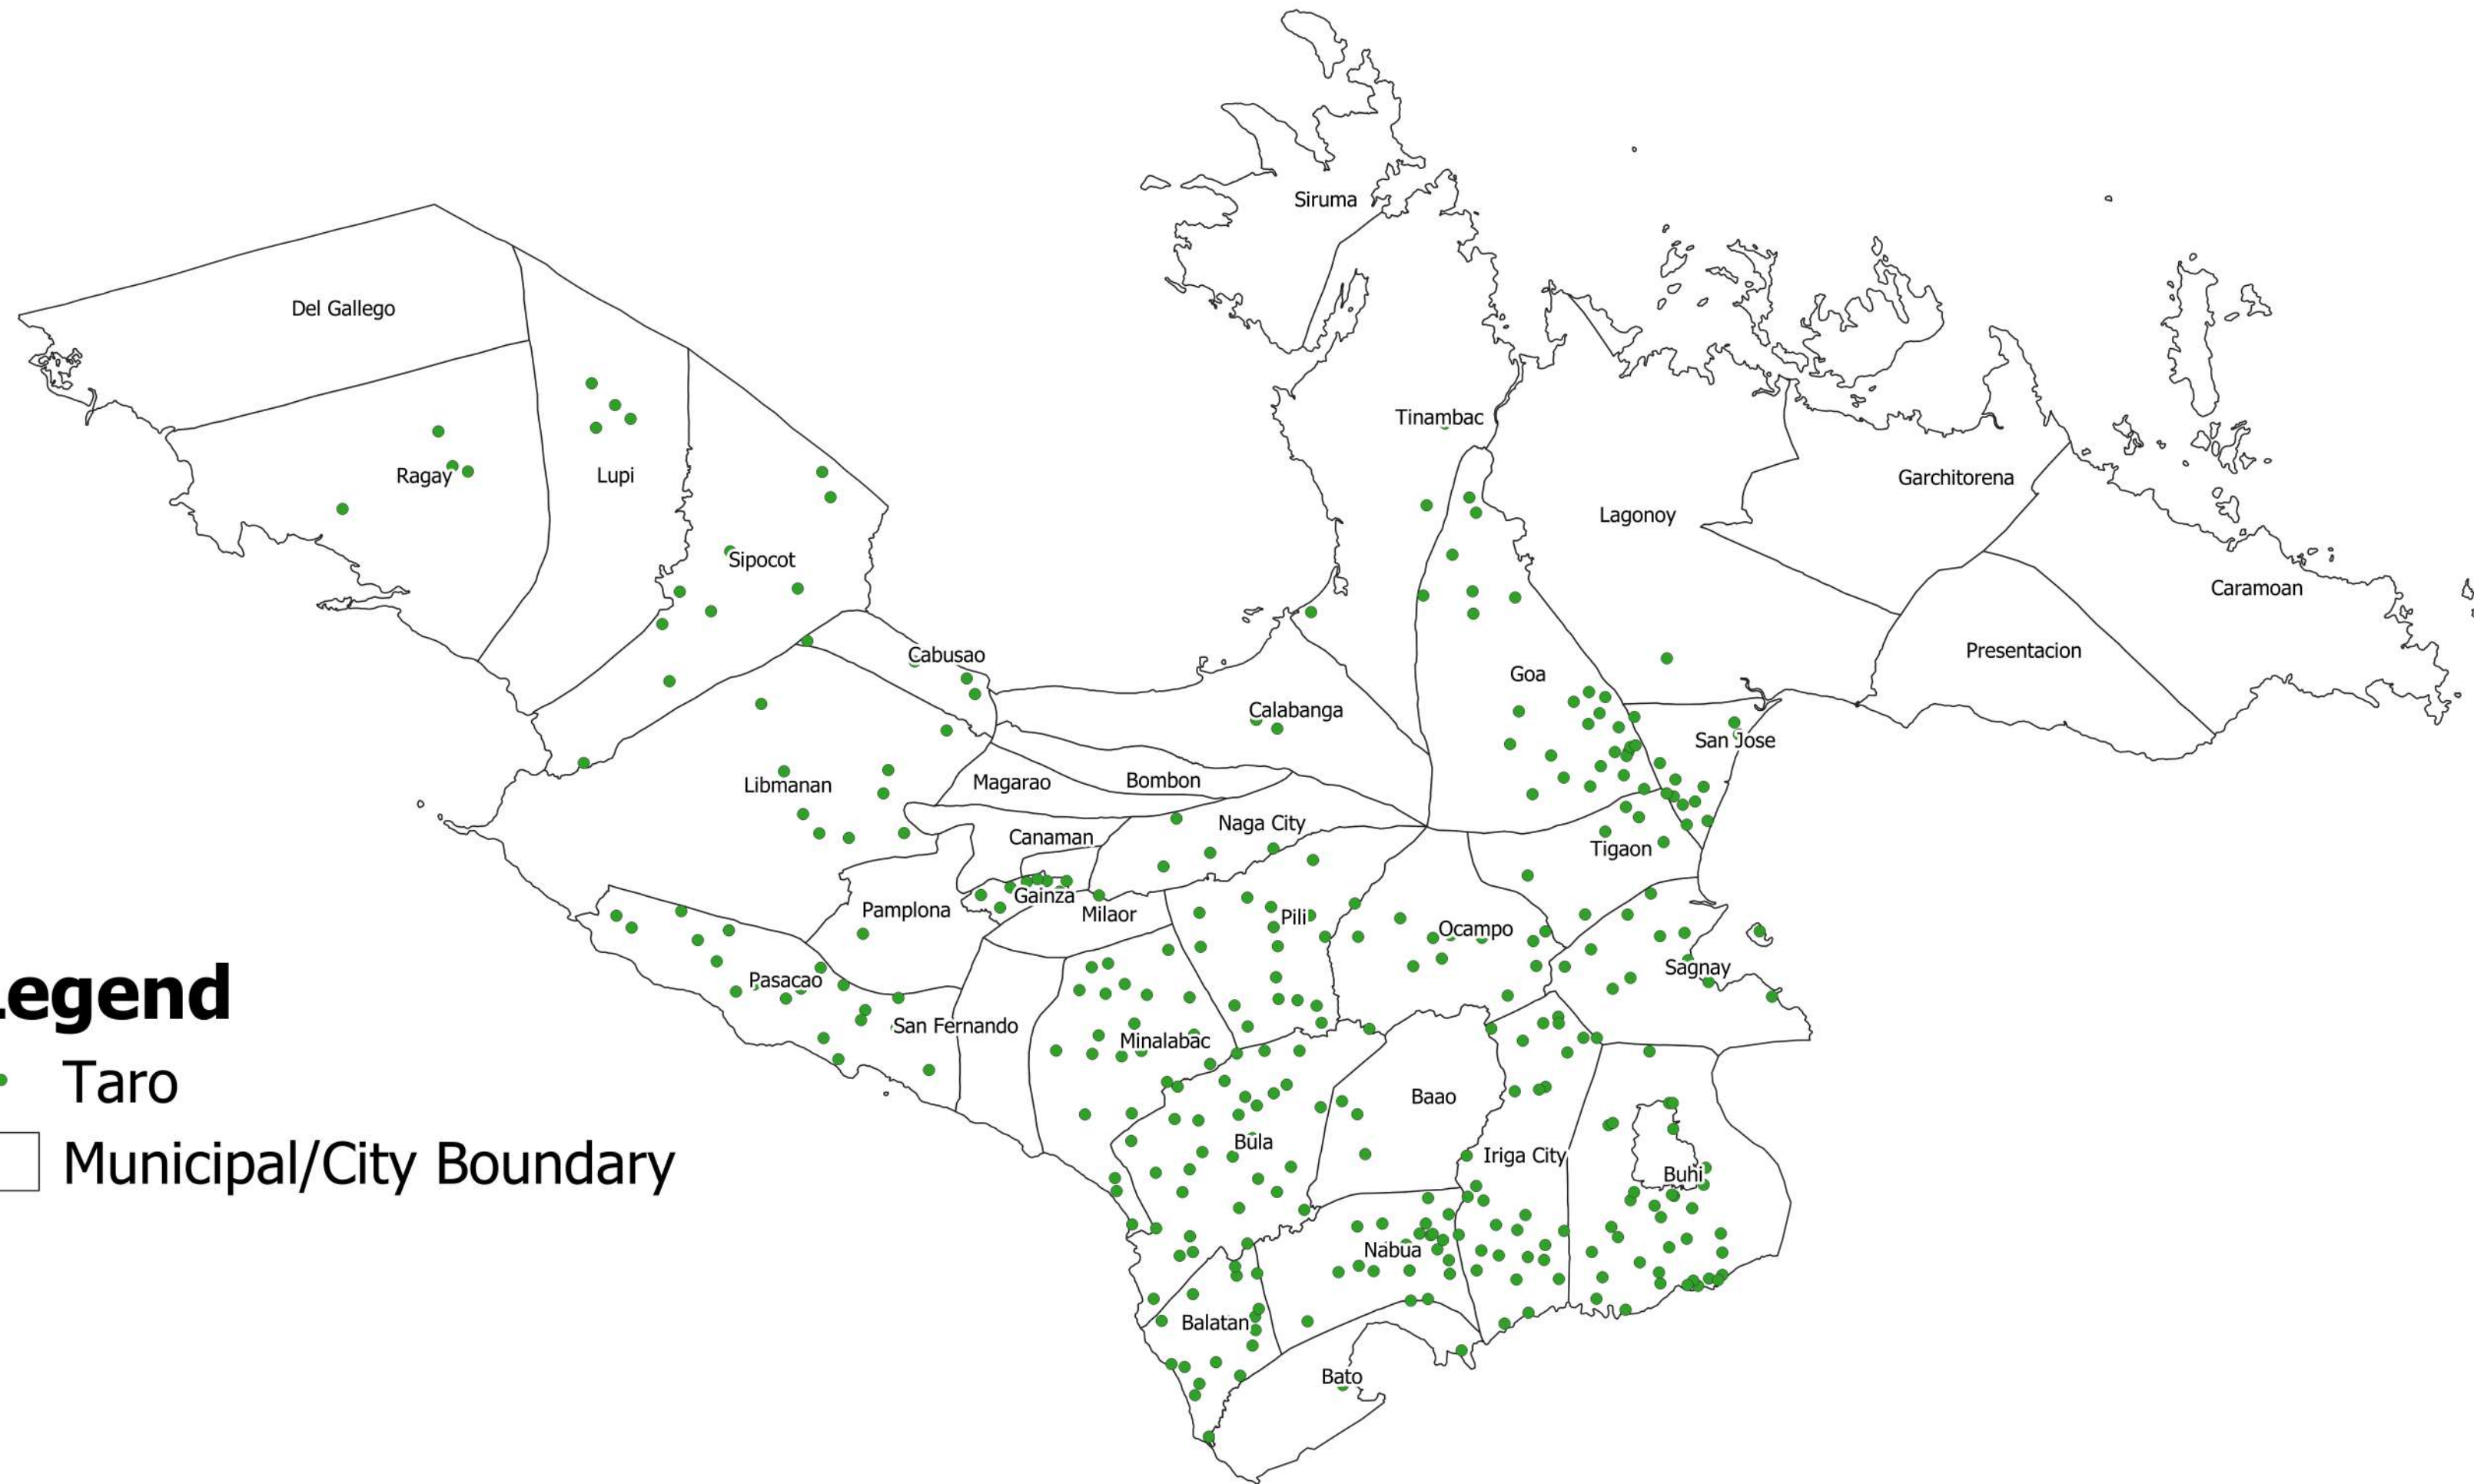 Siruma
Del Gallego
Tinambac
Ragay
Lupi
Garchitorena
Lagonoy
Sipocot
Caramoan
Cabusao
Presentacion
Goa
Calabanga
San Jose
Libmanan
Magarao
Bombon
Naga City
Canaman
Tigaon
Gainza
Pamplona
Milaor
Pili
Ocampo
Pasacao
Sagnay
San Fernando
Minalabac
Baao
Bula
Iriga City
Buhi
Nabua
Balatan
Bato
egend
Taro
Municipal/City Boundary